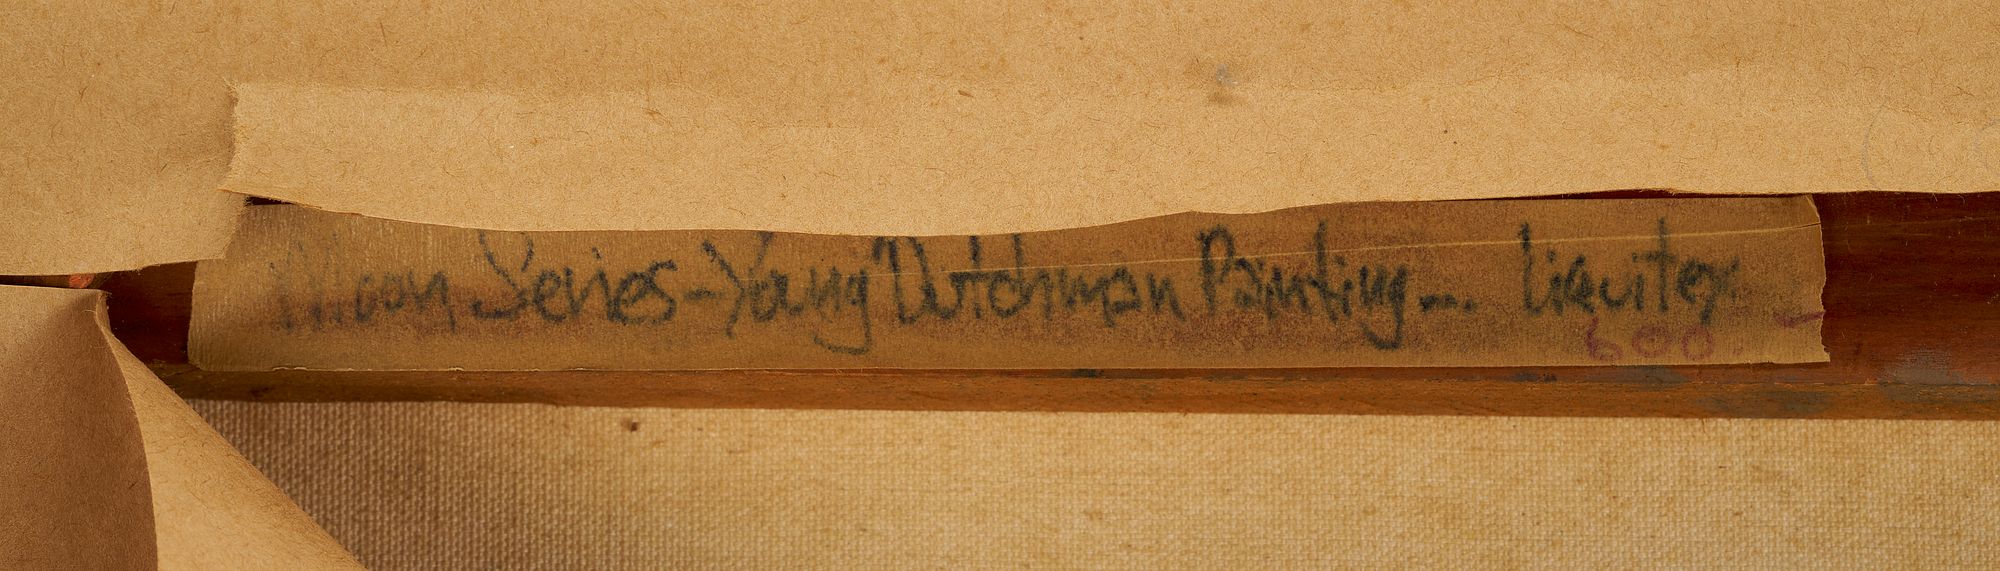 Moon Series - Young Dutchman Painting... liquitex
600.